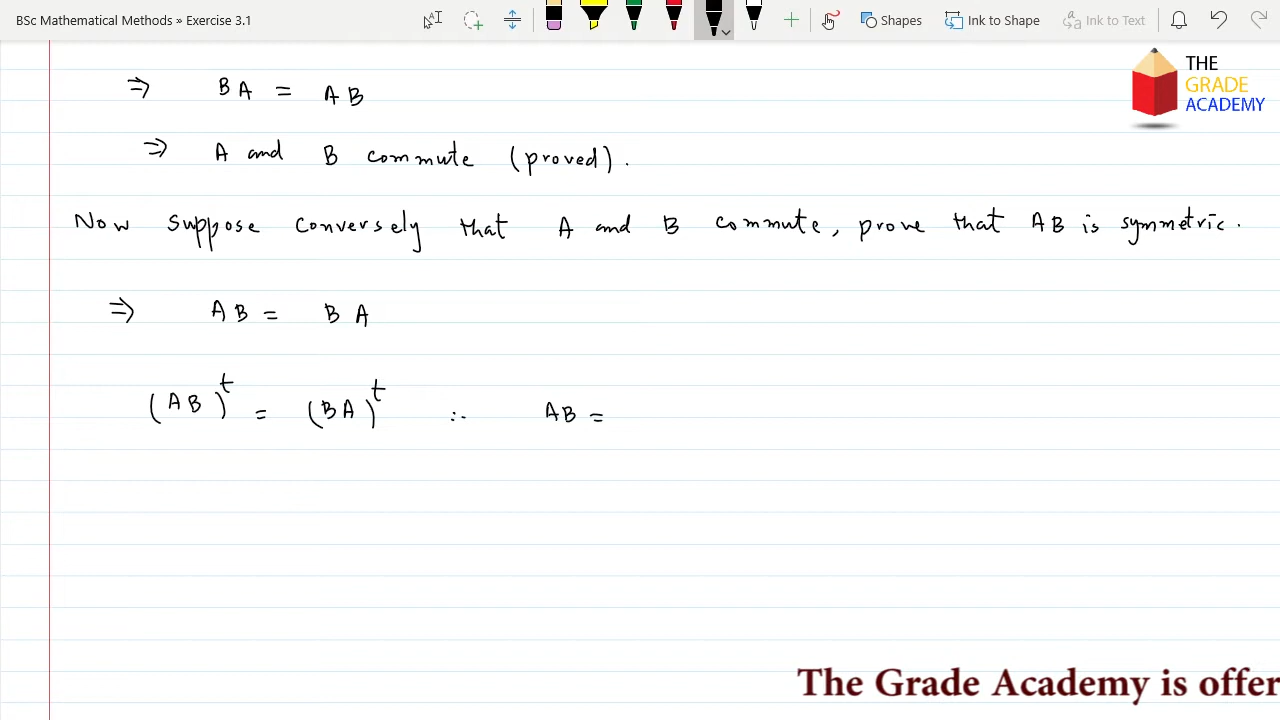 BSc Mathematical Methods » Exercise 3.1
Shapes
Ink to Shape
Ink to Text
THE
GRADE
ACADEMY
⇒ BA = AB
⇒ A and B commute (proved).
Now suppose conversely that A and B commute, prove that AB is symmetric.
⇒ AB = BA
(AB)^t = (BA)^t ∵ AB =
The Grade Academy is offer